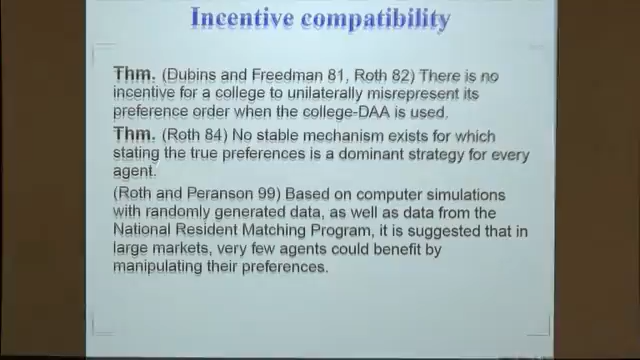 Incentive compatibility
Thm. (Dubins and Freedman 81, Roth 82) There is no
incentive for a college to unilaterally misrepresent its
preference order when the college-DAA is used.
Thm. (Roth 84) No stable mechanism exists for which
stating the true preferences is a dominant strategy for every
agent.
(Roth and Peranson 99) Based on computer simulations
with randomly generated data, as well as data from the
National Resident Matching Program, it is suggested that in
large markets, very few agents could benefit by
manipulating their preferences.